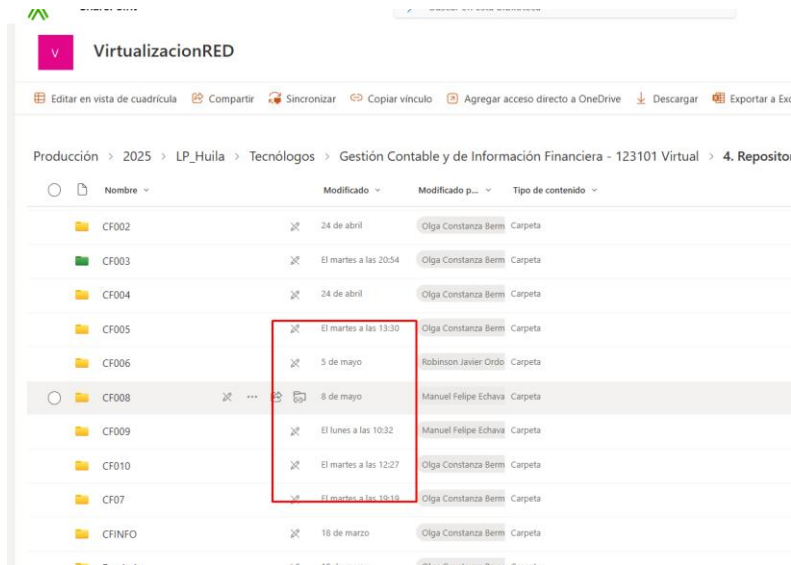 V VirtualizacionRED
Editar en vista de cuadrícula Compartir Sincronizar Copiar vínculo Agregar acceso directo a OneDrive Descargar Exportar a Exc
Producción > 2025 > LP_Huila > Tecnólogos > Gestión Contable y de Información Financiera - 123101 Virtual > 4. Repositor
Nombre Modificado Modificado p... Tipo de contenido
CF002 24 de abril Olga Constanza Berm Carpeta
CF003 El martes a las 20:54 Olga Constanza Berm Carpeta
CF004 24 de abril Olga Constanza Berm Carpeta
CF005 El martes a las 13:30 Olga Constanza Berm Carpeta
CF006 5 de mayo Robinson Javier Ordo Carpeta
CF008 ... 8 de mayo Manuel Felipe Echava Carpeta
CF009 El lunes a las 10:32 Manuel Felipe Echava Carpeta
CF010 El martes a las 12:27 Olga Constanza Berm Carpeta
CF07 El martes a las 19:19 Olga Constanza Berm Carpeta
CFINFO 18 de marzo Olga Constanza Berm Carpeta